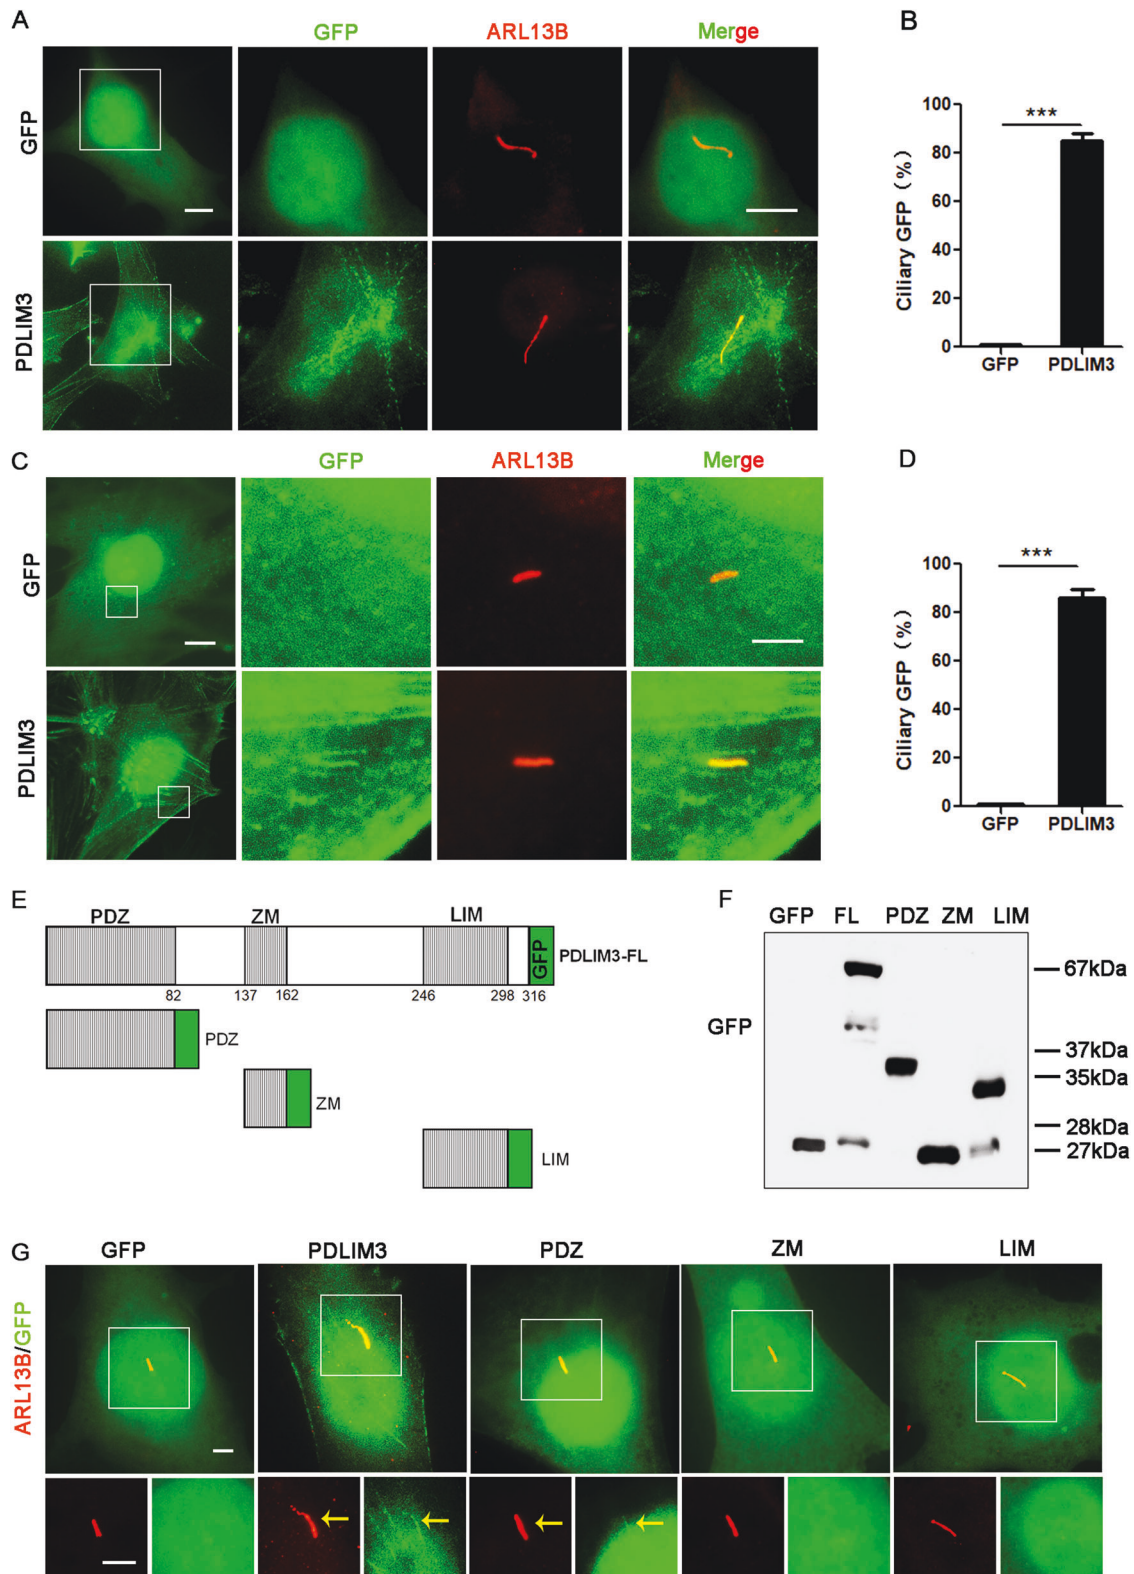 A
GFP ARL13B Merge
GFP
PDLIM3
B
Ciliary GFP (%)
100
80
60
40
20
0
***
GFP PDLIM3
C
GFP ARL13B Merge
GFP
PDLIM3
D
Ciliary GFP (%)
100
80
60
40
20
0
***
GFP PDLIM3
E
PDZ ZM LIM
GFP
PDLIM3-FL
82 137 162 246 298 316
PDZ
ZM
LIM
F
GFP FL PDZ ZM LIM
GFP
67kDa
37kDa
35kDa
28kDa
27kDa
G
GFP PDLIM3 PDZ ZM LIM
ARL13B/GFP